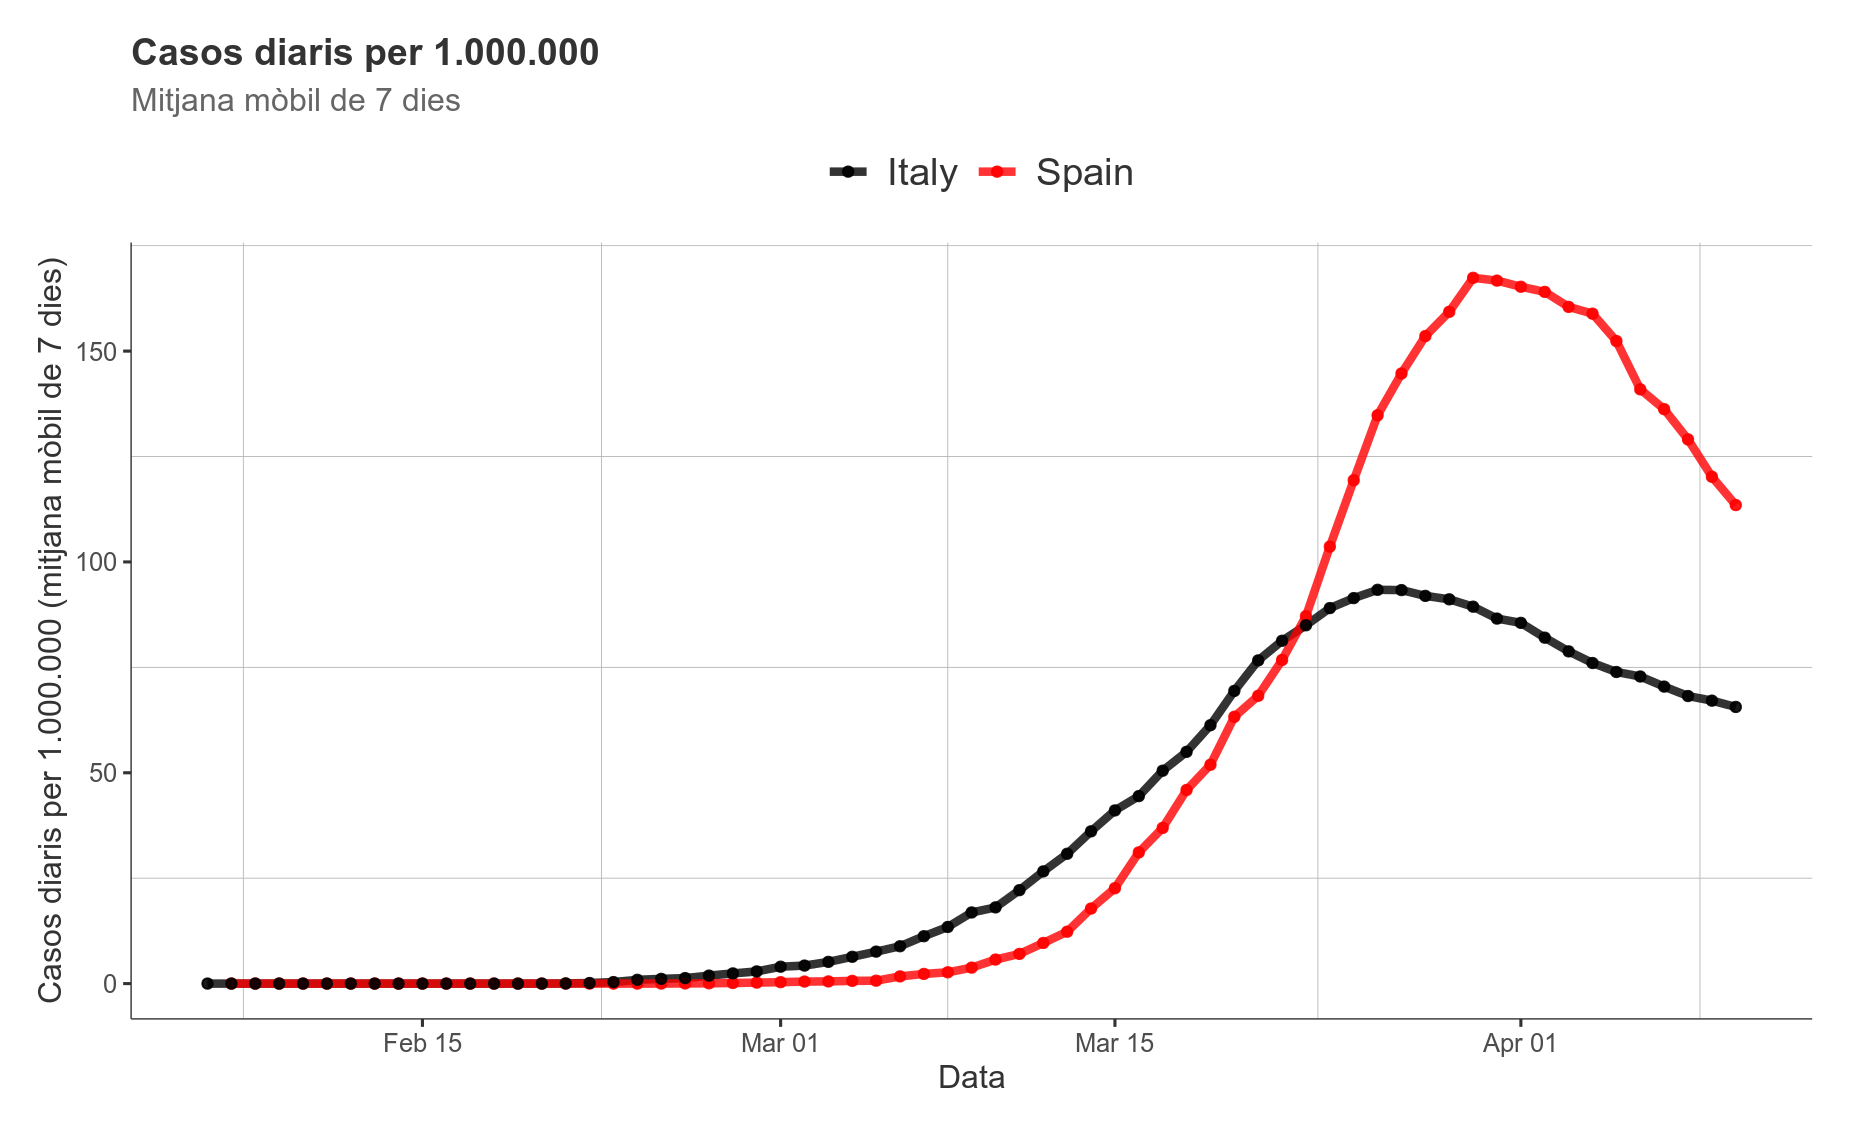 Casos diaris per 1.000.000
Mitjana mòbil de 7 dies
Italy Spain
Casos diaris per 1.000.000 (mitjana mòbil de 7 dies)
150
100
50
0
Feb 15 Mar 01 Mar 15 Apr 01
Data